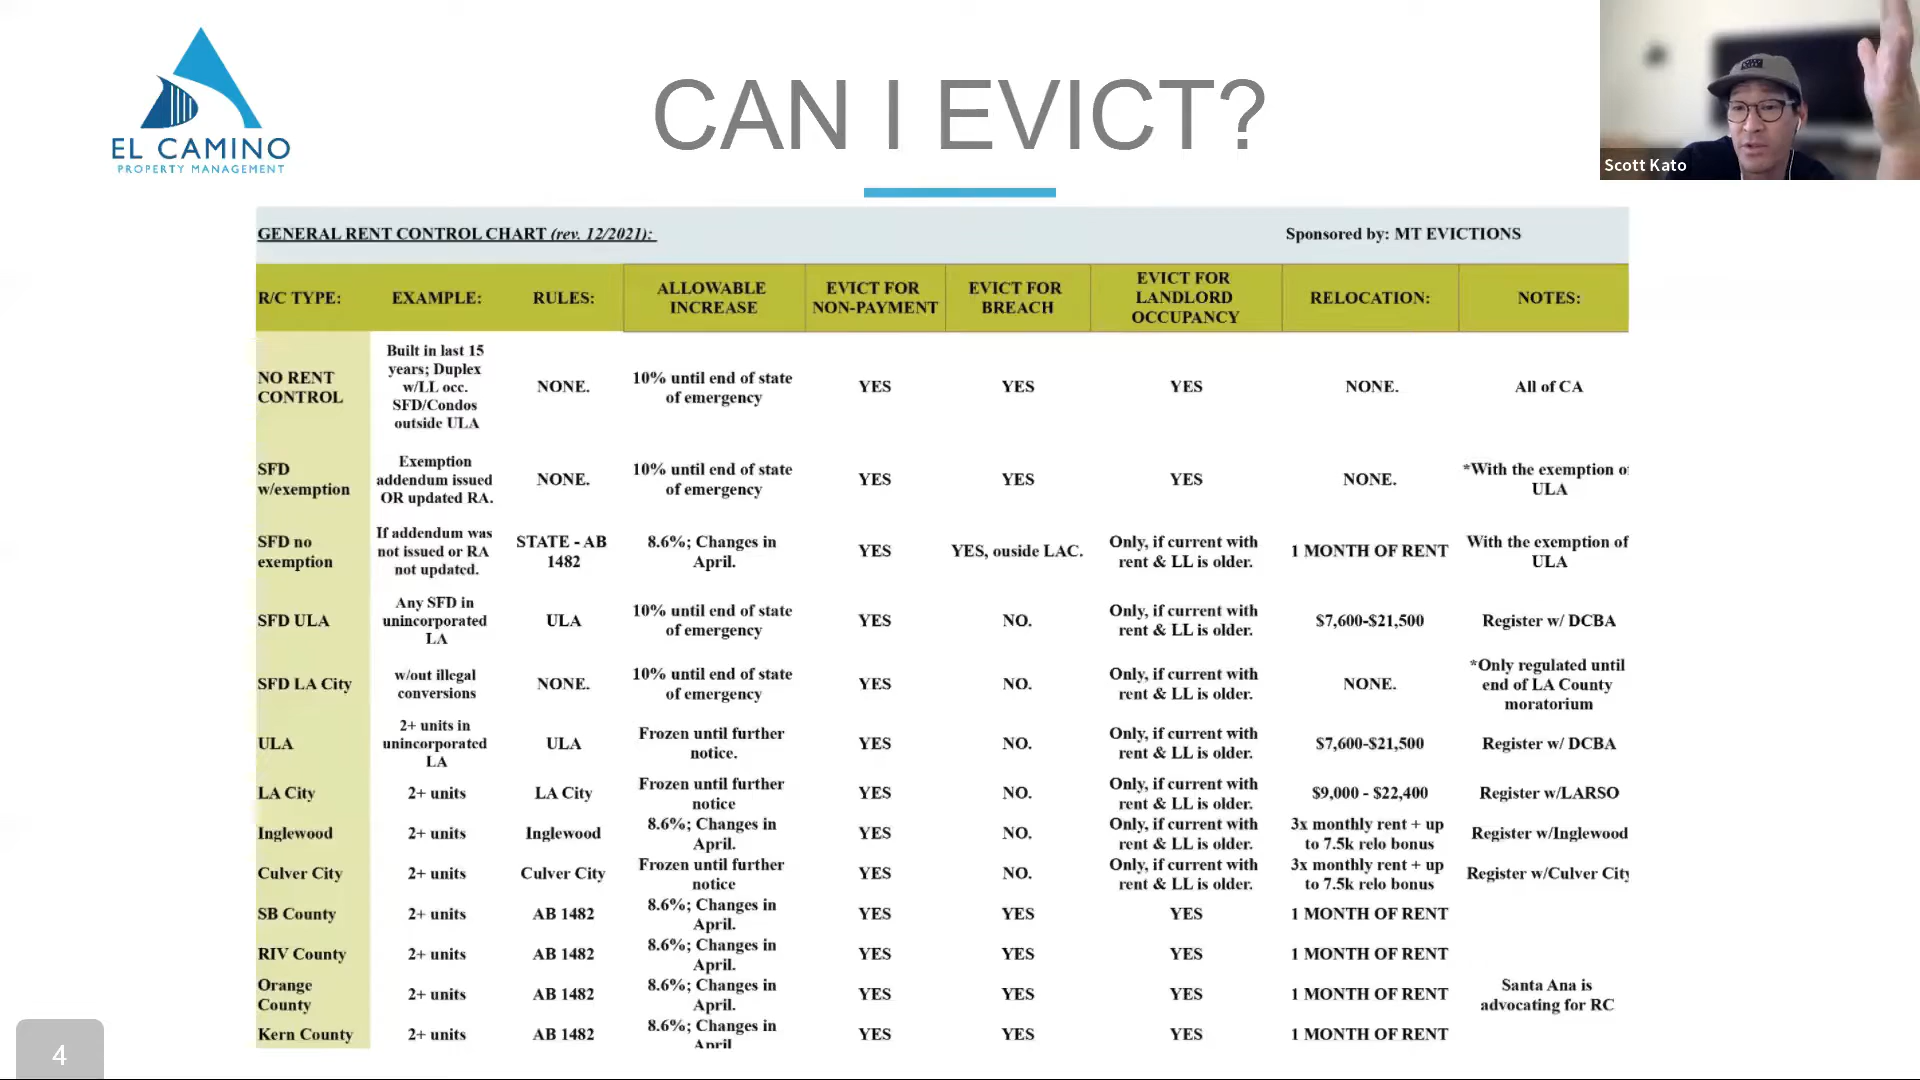 EL CAMINO
PROPERTY MANAGEMENT
CAN I EVICT?
Scott Kato
GENERAL RENT CONTROL CHART (rev. 12/2021):
Sponsored by: MT EVICTIONS
R/C TYPE:
EXAMPLE:
RULES:
ALLOWABLE
INCREASE
EVICT FOR
NON-PAYMENT
EVICT FOR
BREACH
EVICT FOR
LANDLORD
OCCUPANCY
RELOCATION:
NOTES:
NO RENT
CONTROL
Built in last 15
years; Duplex
w/LL occ.
SFD/Condos
outside ULA
NONE.
10% until end of state
of emergency
YES
YES
YES
NONE.
All of CA
SFD
w/exemption
Exemption
addendum issued
OR updated RA.
NONE.
10% until end of state
of emergency
YES
YES
YES
NONE.
*With the exemption of
ULA
SFD no
exemption
If addendum was
not issued or RA
not updated.
STATE - AB
1482
8.6%; Changes in
April.
YES
YES, ouside LAC.
Only, if current with
rent & LL is older.
1 MONTH OF RENT
With the exemption of
ULA
SFD ULA
Any SFD in
unincorporated
LA
ULA
10% until end of state
of emergency
YES
NO.
Only, if current with
rent & LL is older.
$7,600-$21,500
Register w/ DCBA
SFD LA City
w/out illegal
conversions
NONE.
10% until end of state
of emergency
YES
NO.
Only, if current with
rent & LL is older.
NONE.
*Only regulated until
end of LA County
moratorium
ULA
2+ units in
unincorporated
LA
ULA
Frozen until further
notice.
YES
NO.
Only, if current with
rent & LL is older.
$7,600-$21,500
Register w/ DCBA
LA City
2+ units
LA City
Frozen until further
notice
YES
NO.
Only, if current with
rent & LL is older.
$9,000 - $22,400
Register w/LARSO
Inglewood
2+ units
Inglewood
8.6%; Changes in
April.
YES
NO.
Only, if current with
rent & LL is older.
3x monthly rent + up
to 7.5k relo bonus
Register w/Inglewood
Culver City
2+ units
Culver City
Frozen until further
notice
YES
NO.
Only, if current with
rent & LL is older.
3x monthly rent + up
to 7.5k relo bonus
Register w/Culver City
SB County
2+ units
AB 1482
8.6%; Changes in
April.
YES
YES
YES
1 MONTH OF RENT
RIV County
2+ units
AB 1482
8.6%; Changes in
April.
YES
YES
YES
1 MONTH OF RENT
Orange
County
2+ units
AB 1482
8.6%; Changes in
April.
YES
YES
YES
1 MONTH OF RENT
Santa Ana is
advocating for RC
Kern County
2+ units
AB 1482
8.6%; Changes in
April
YES
YES
YES
1 MONTH OF RENT
4